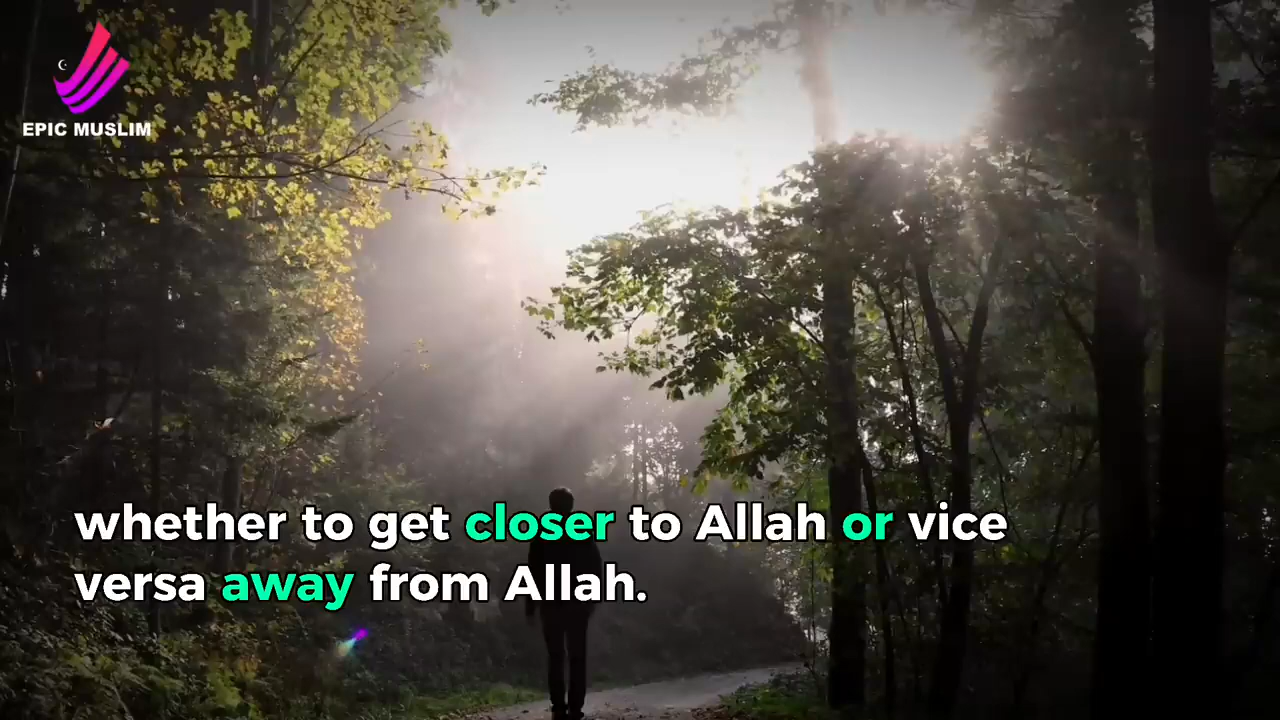 EPIC MUSLIM
whether to get closer to Allah or vice
versa away from Allah.